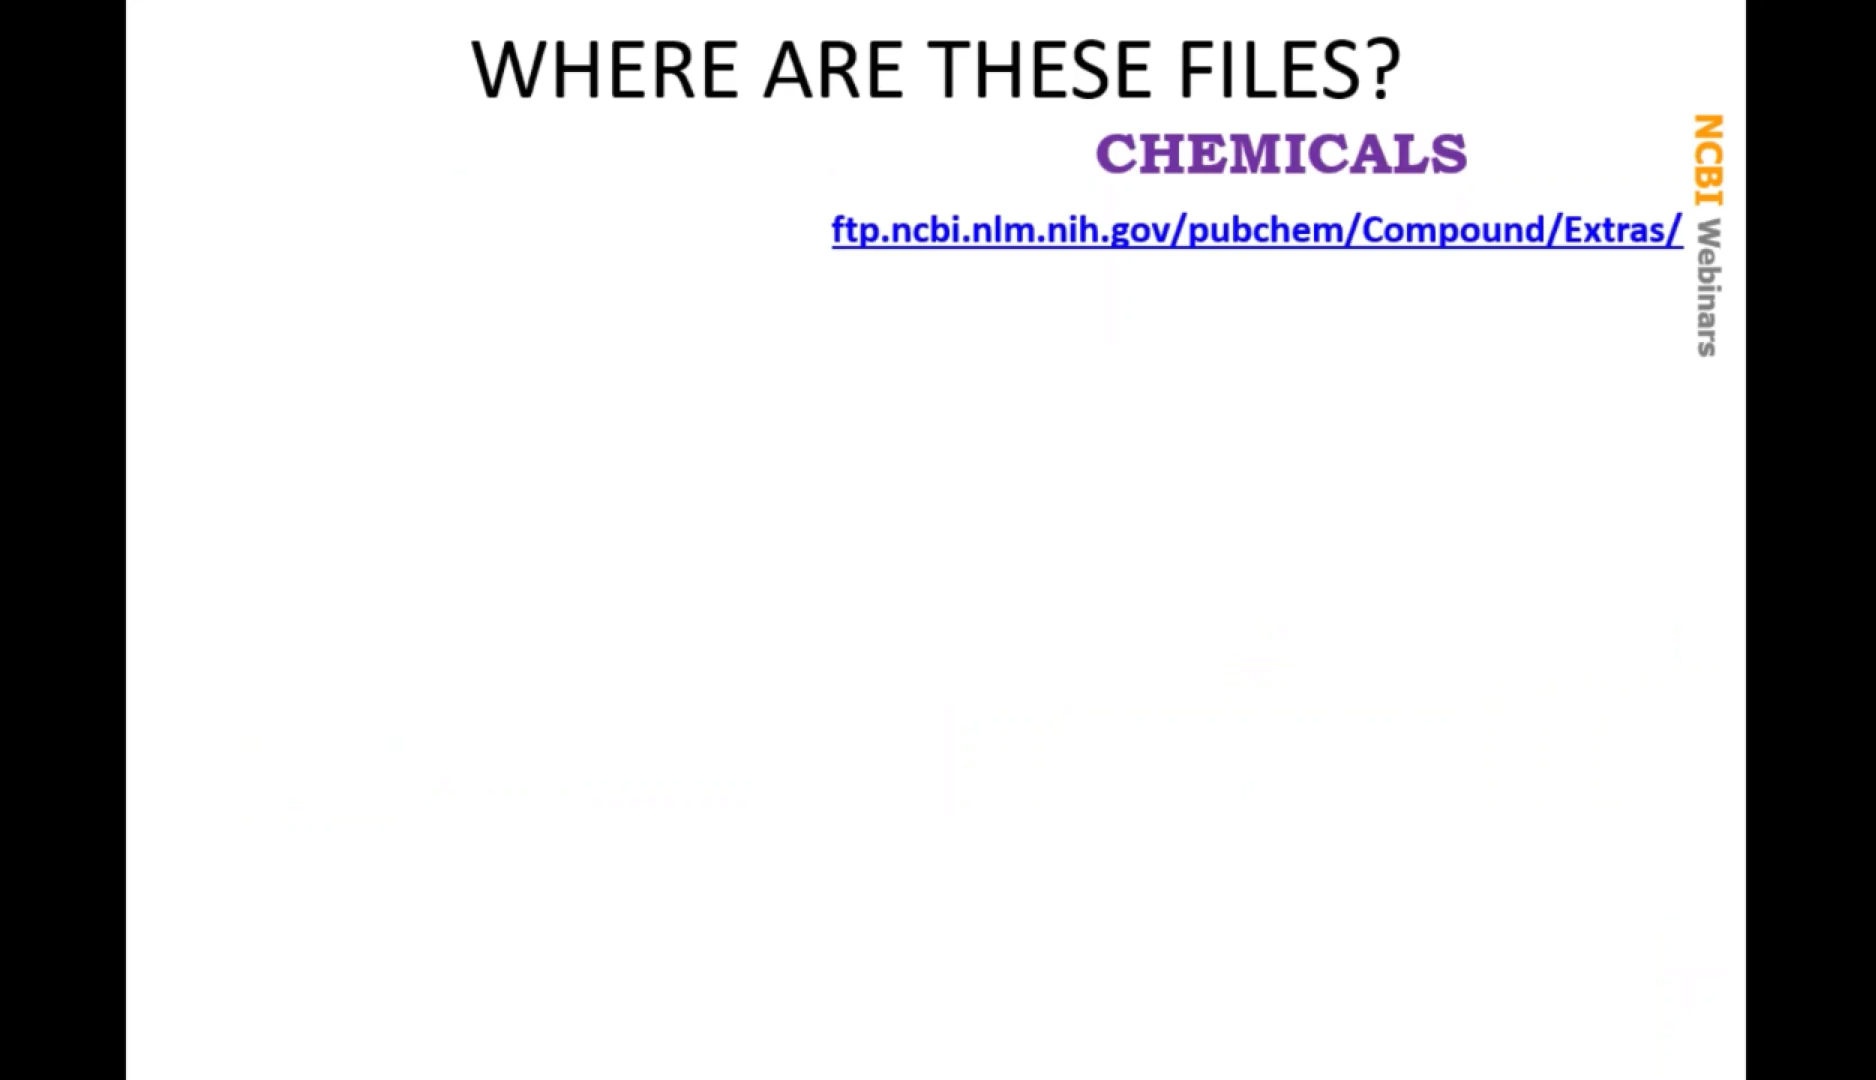 WHERE ARE THESE FILES?
CHEMICALS
ftp.ncbi.nlm.nih.gov/pubchem/Compound/Extras/
NCBI Webinars